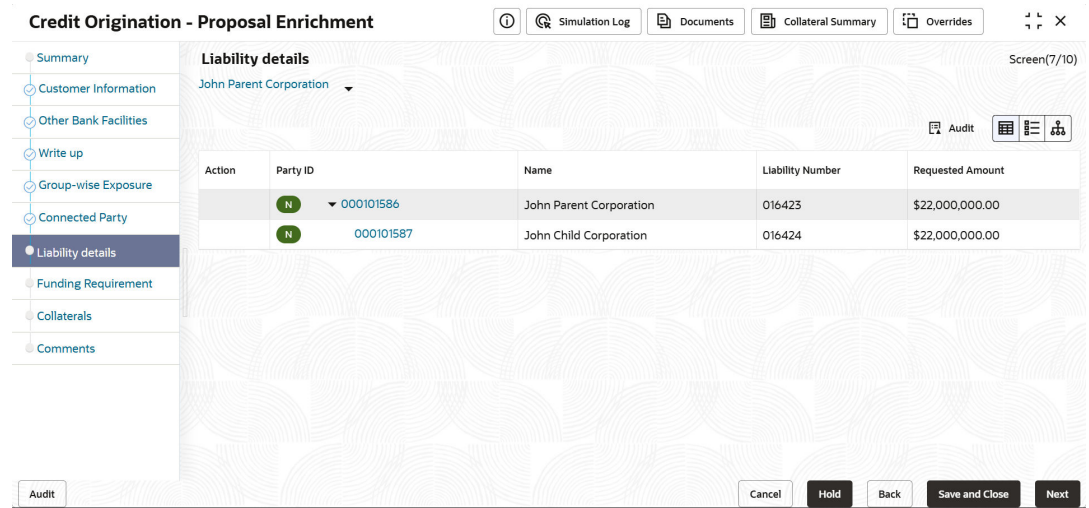 Credit Origination - Proposal Enrichment
Simulation Log
Documents
Collateral Summary
Overrides
Summary
Customer Information
Other Bank Facilities
Write up
Group-wise Exposure
Connected Party
Liability details
Funding Requirement
Collaterals
Comments
Liability details
Screen(7/10)
John Parent Corporation
Audit
Action Party ID Name Liability Number Requested Amount
N 000101586 John Parent Corporation 016423 $22,000,000.00
N 000101587 John Child Corporation 016424 $22,000,000.00
Audit
Cancel
Hold
Back
Save and Close
Next